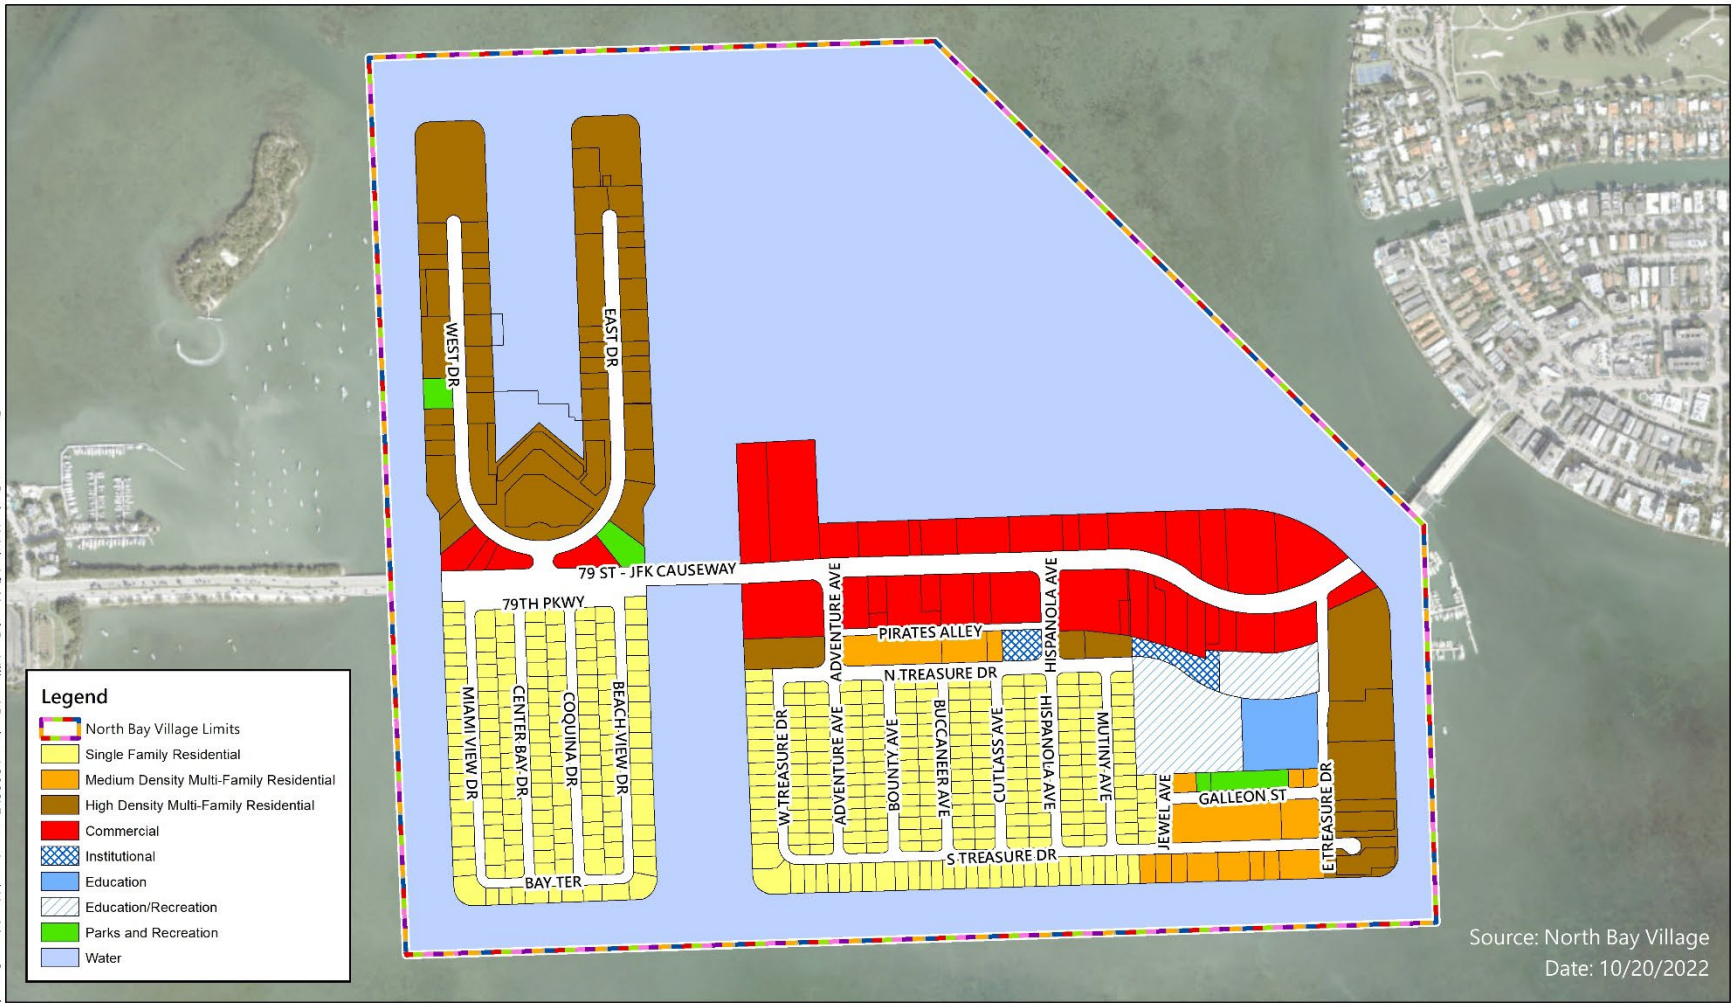 WEST DR
EAST DR
79 ST - JFK CAUSEWAY
79TH PKWY
ADVENTURE AVE
HISPANOLA AVE
PIRATES ALLEY
N TREASURE DR
MIAMI VIEW DR
CENTER BAY DR
COQUINA DR
BEACH VIEW DR
W TREASURE DR
ADVENTURE AVE
BOUNTY AVE
BUCCANEER AVE
CUTLASS AVE
HISPANOLA AVE
MUTINY AVE
JEWEL AVE
GALLEON ST
E TREASURE DR
S TREASURE DR
BAY TER
Legend
North Bay Village Limits
Single Family Residential
Medium Density Multi-Family Residential
High Density Multi-Family Residential
Commercial
Institutional
Education
Education/Recreation
Parks and Recreation
Water
Source: North Bay Village
Date: 10/20/2022